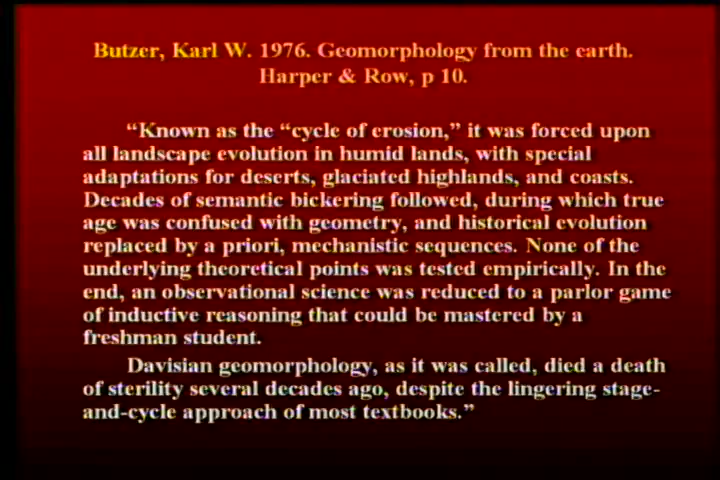 Butzer, Karl W. 1976. Geomorphology from the earth.
Harper & Row, p 10.
“Known as the “cycle of erosion,” it was forced upon
all landscape evolution in humid lands, with special
adaptations for deserts, glaciated highlands, and coasts.
Decades of semantic bickering followed, during which true
age was confused with geometry, and historical evolution
replaced by a priori, mechanistic sequences. None of the
underlying theoretical points was tested empirically. In the
end, an observational science was reduced to a parlor game
of inductive reasoning that could be mastered by a
freshman student.
Davisian geomorphology, as it was called, died a death
of sterility several decades ago, despite the lingering stage-
and-cycle approach of most textbooks.”